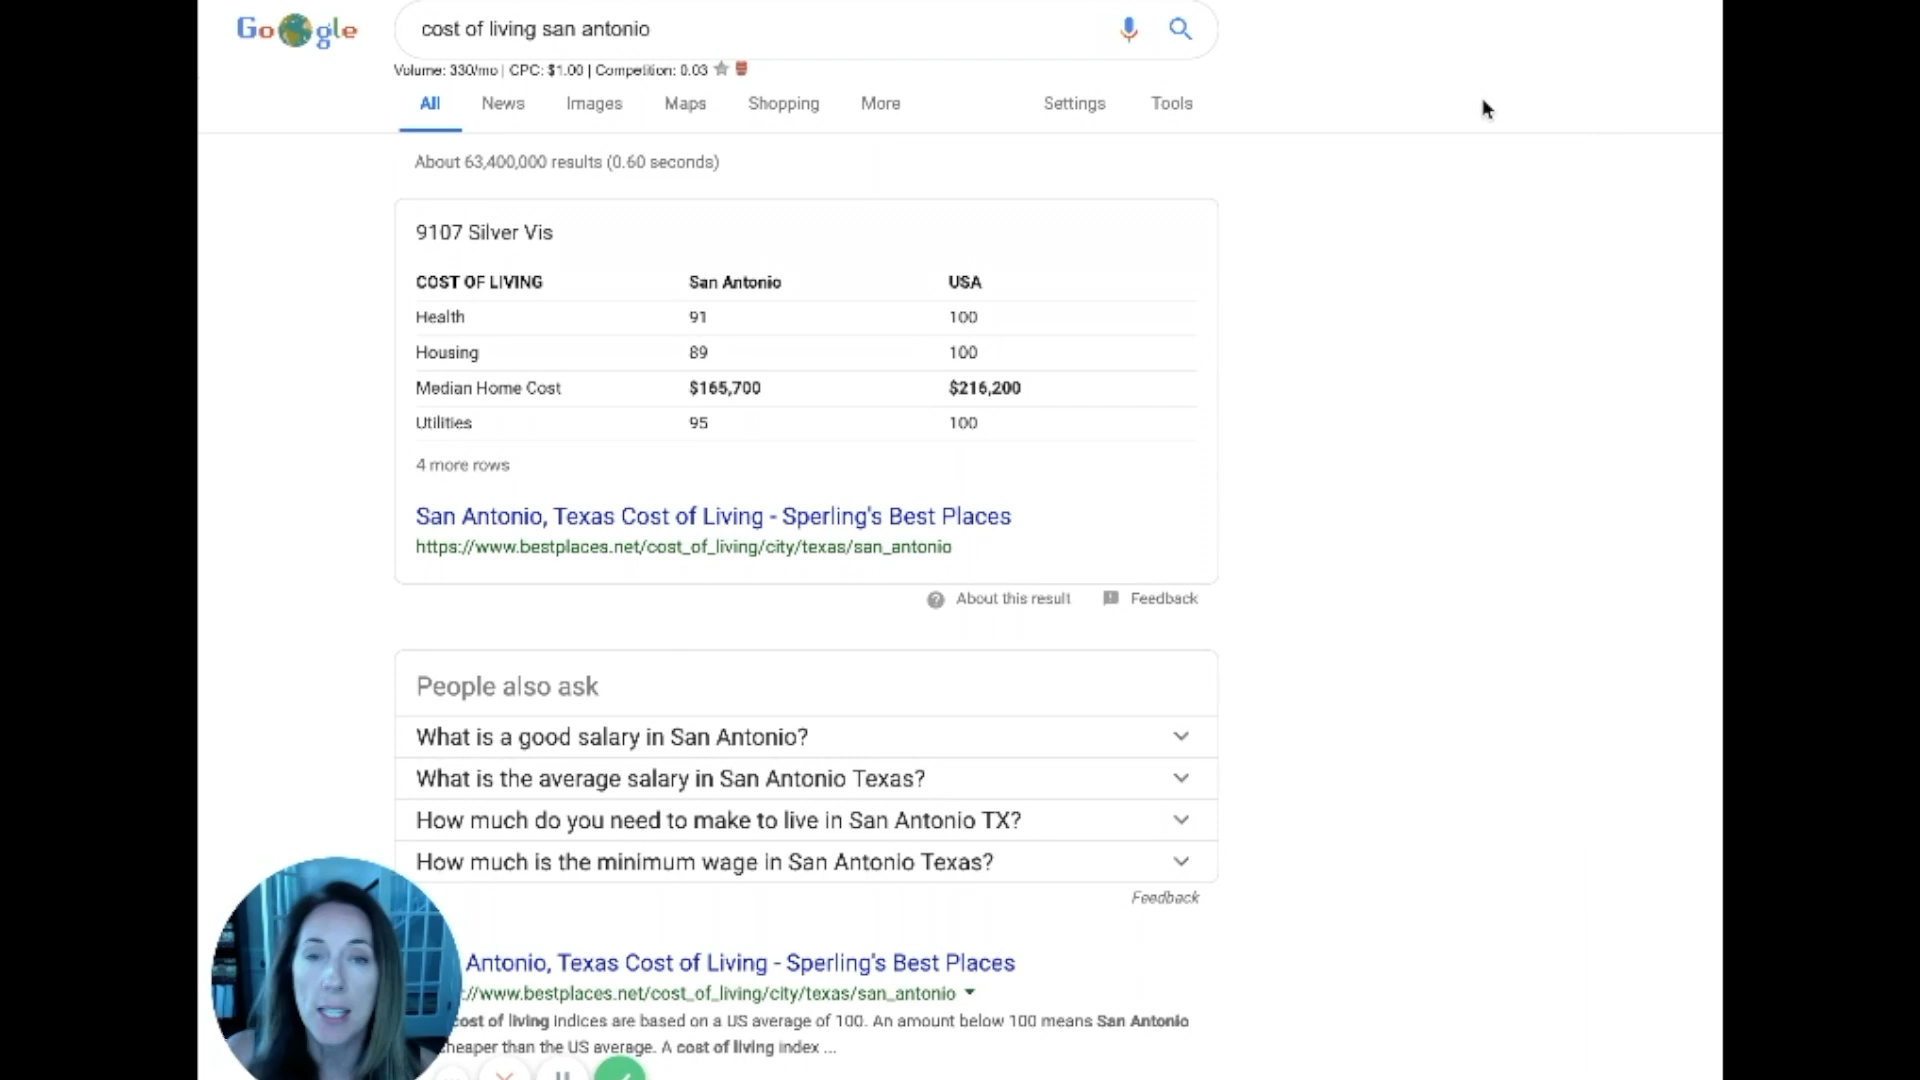 Google
cost of living san antonio
Volume: 330/mo | CPC: $1.00 | Competition: 0.03
All News Images Maps Shopping More Settings Tools
About 63,400,000 results (0.60 seconds)
9107 Silver Vis
COST OF LIVING San Antonio USA
Health 91 100
Housing 89 100
Median Home Cost $165,700 $216,200
Utilities 95 100
4 more rows
San Antonio, Texas Cost of Living - Sperling's Best Places
https://www.bestplaces.net/cost_of_living/city/texas/san_antonio
About this result Feedback
People also ask
What is a good salary in San Antonio?
What is the average salary in San Antonio Texas?
How much do you need to make to live in San Antonio TX?
How much is the minimum wage in San Antonio Texas?
Feedback
Antonio, Texas Cost of Living - Sperling's Best Places
://www.bestplaces.net/cost_of_living/city/texas/san_antonio
cost of living indices are based on a US average of 100. An amount below 100 means San Antonio
cheaper than the US average. A cost of living index ...